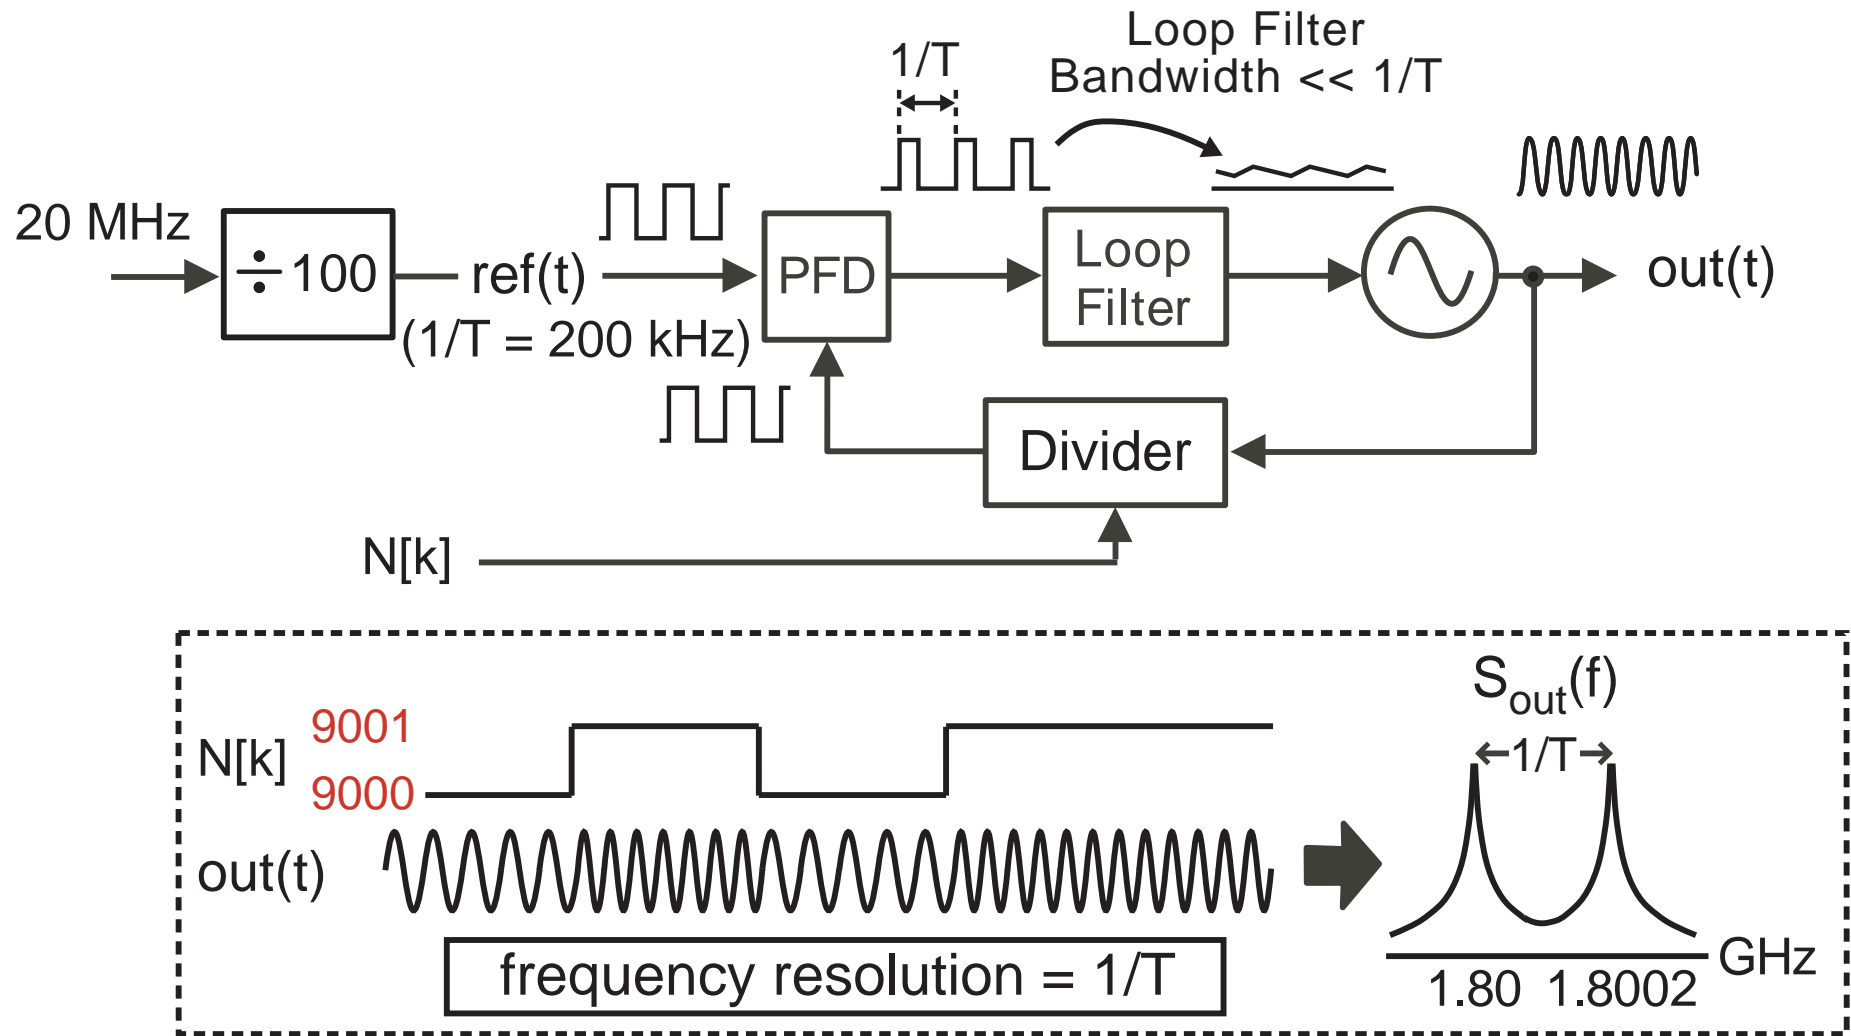 1/T
Loop Filter
Bandwidth << 1/T
20 MHz
÷ 100
ref(t)
(1/T = 200 kHz)
PFD
Loop
Filter
out(t)
Divider
N[k]
N[k]
9001
9000
out(t)
frequency resolution = 1/T
Sout(f)
1/T
GHz
1.80 1.8002